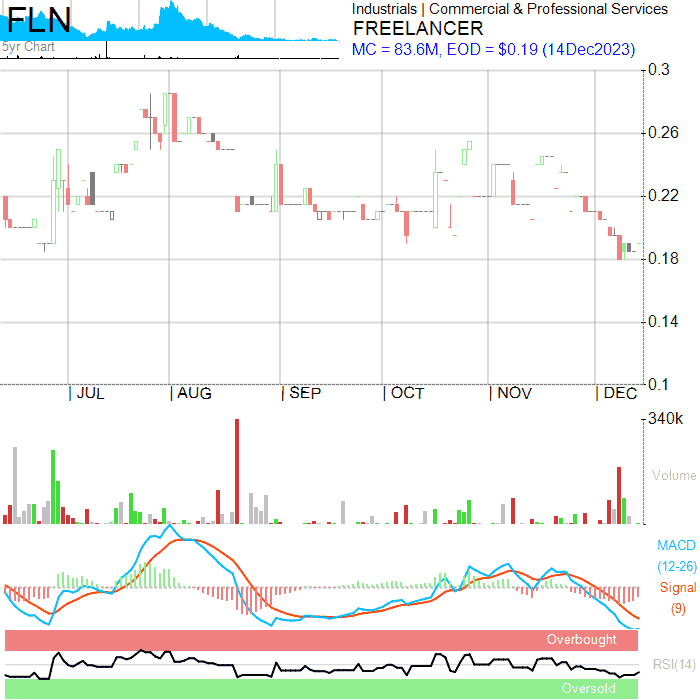 FLN
5yr Chart
Industrials | Commercial & Professional Services
FREELANCER
MC = 83.6M, EOD = $0.19 (14Dec2023)
0.3
0.26
0.22
0.18
0.14
0.1
JUL AUG SEP OCT NOV DEC
340k
Volume
MACD
(12-26)
Signal
(9)
Overbought
RSI(14)
Oversold